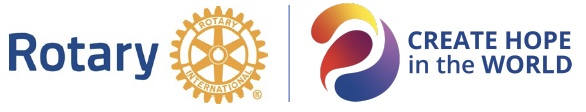 Rotary
ROTARY
INTERNATIONAL
®
CREATE HOPE
in the WORLD